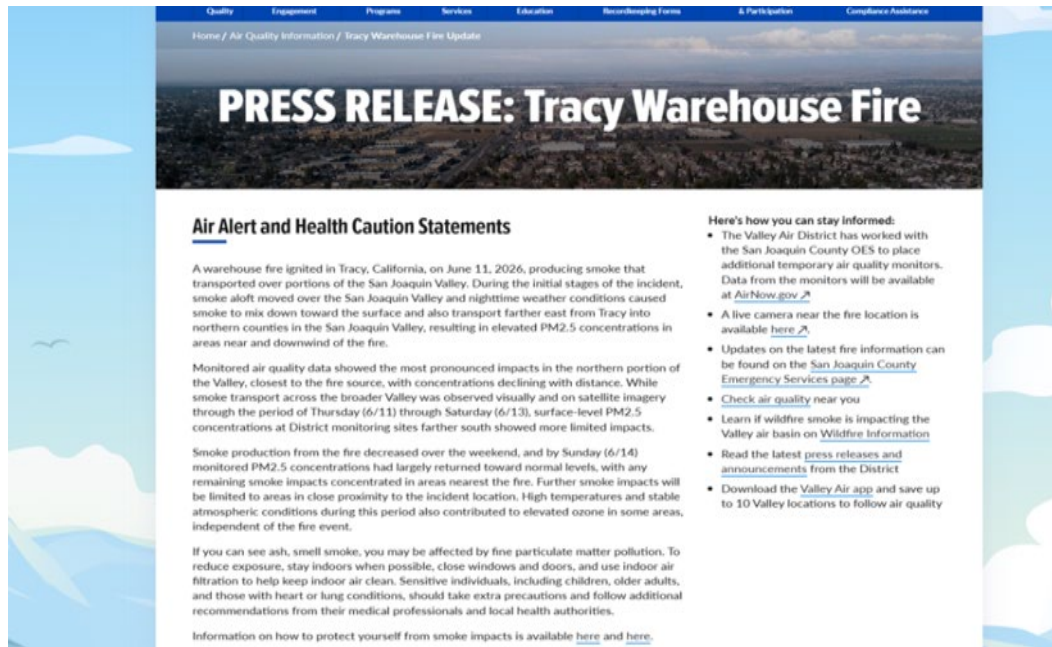 Quality Engagement Programs Services Education Recordkeeping Forms & Participation Compliance Assistance
Home / Air Quality Information / Tracy Warehouse Fire Update
PRESS RELEASE: Tracy Warehouse Fire
Air Alert and Health Caution Statements
A warehouse fire ignited in Tracy, California, on June 11, 2026, producing smoke that
transported over portions of the San Joaquin Valley. During the initial stages of the incident,
smoke aloft moved over the San Joaquin Valley and nighttime weather conditions caused
smoke to mix down toward the surface and also transport farther east from Tracy into
northern counties in the San Joaquin Valley, resulting in elevated PM2.5 concentrations in
areas near and downwind of the fire.
Monitored air quality data showed the most pronounced impacts in the northern portion of
the Valley, closest to the fire source, with concentrations declining with distance. While
smoke transport across the broader Valley was observed visually and on satellite imagery
through the period of Thursday (6/11) through Saturday (6/13), surface-level PM2.5
concentrations at District monitoring sites farther south showed more limited impacts.
Smoke production from the fire decreased over the weekend, and by Sunday (6/14)
monitored PM2.5 concentrations had largely returned toward normal levels, with any
remaining smoke impacts concentrated in areas nearest the fire. Further smoke impacts will
be limited to areas in close proximity to the incident location. High temperatures and stable
atmospheric conditions during this period also contributed to elevated ozone in some areas,
independent of the fire event.
If you can see ash, smell smoke, you may be affected by fine particulate matter pollution. To
reduce exposure, stay indoors when possible, close windows and doors, and use indoor air
filtration to help keep indoor air clean. Sensitive individuals, including children, older adults,
and those with heart or lung conditions, should take extra precautions and follow additional
recommendations from their medical professionals and local health authorities.
Information on how to protect yourself from smoke impacts is available here and here.
Here's how you can stay informed:
• The Valley Air District has worked with
the San Joaquin County OES to place
additional temporary air quality monitors.
Data from the monitors will be available
at AirNow.gov
• A live camera near the fire location is
available here.
• Updates on the latest fire information can
be found on the San Joaquin County
Emergency Services page.
• Check air quality near you
• Learn if wildfire smoke is impacting the
Valley air basin on Wildfire Information
• Read the latest press releases and
announcements from the District
• Download the Valley Air app and save up
to 10 Valley locations to follow air quality